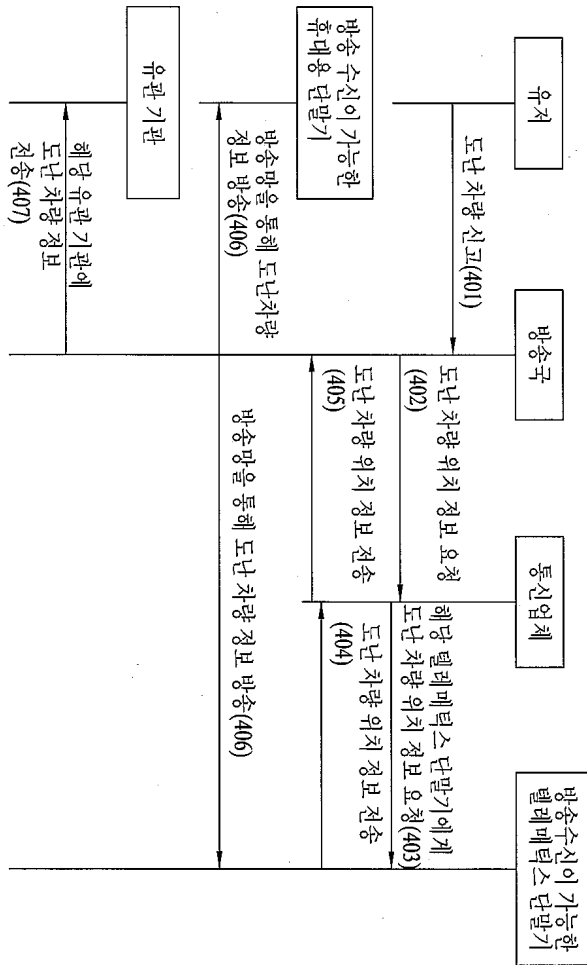 유저
방송국
통신업체
방송수신이 가능한
텔레매틱스 단말기
도난 차량 신고(401)
도난 차량 위치 정보 요청
(402)
해당 텔레매틱스 단말기에게
도난 차량 위치 정보 요청(403)
도난 차량 위치 정보 전송
(404)
도난 차량 위치 정보 전송
(405)
방송 수신이 가능한
휴대용 단말기
방송망을 통해 도난차량
정보 방송(406)
방송망을 통해 도난 차량 정보 방송(406)
유관 기관
해당 유관 기관에
도난 차량 정보
전송(407)